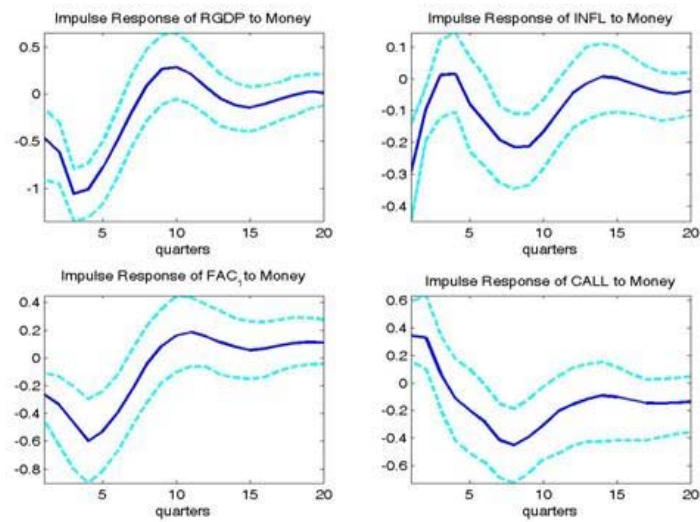 Impulse Response of RGDP to Money
0.5
0
-0.5
-1
5 10 15 20
quarters
Impulse Response of INFL to Money
0.1
0
-0.1
-0.2
-0.3
-0.4
5 10 15 20
quarters
Impulse Response of FAC1 to Money
0.4
0.2
0
-0.2
-0.4
-0.6
-0.8
5 10 15 20
quarters
Impulse Response of CALL to Money
0.6
0.4
0.2
0
-0.2
-0.4
-0.6
5 10 15 20
quarters